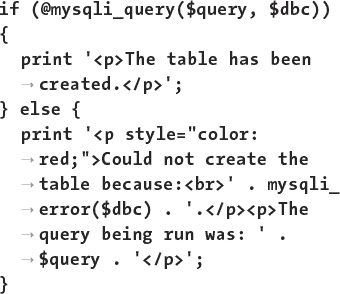 if (@mysqli_query($query, $dbc))
{
  print '<p>The table has been
  → created.</p>';
} else {
  print '<p style="color:
  → red;">Could not create the
  → table because:<br>' . mysqli_
  → error($dbc) . '.</p><p>The
  → query being run was: ' .
  → $query . '</p>';
}